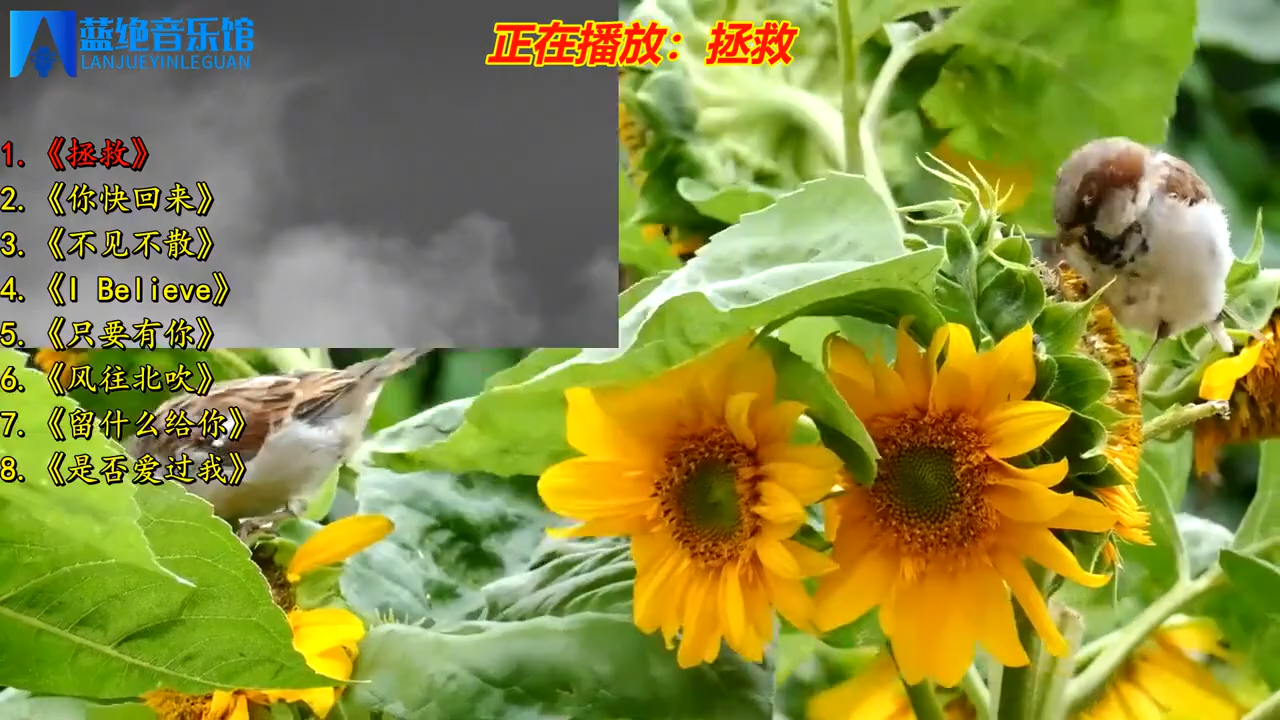 蓝绝音乐馆
LANJUEYINLEGUAN
正在播放：拯救
1.《拯救》
2.《你快回来》
3.《不见不散》
4.《I Believe》
5.《只要有你》
6.《风往北吹》
7.《留什么给你》
8.《是否爱过我》